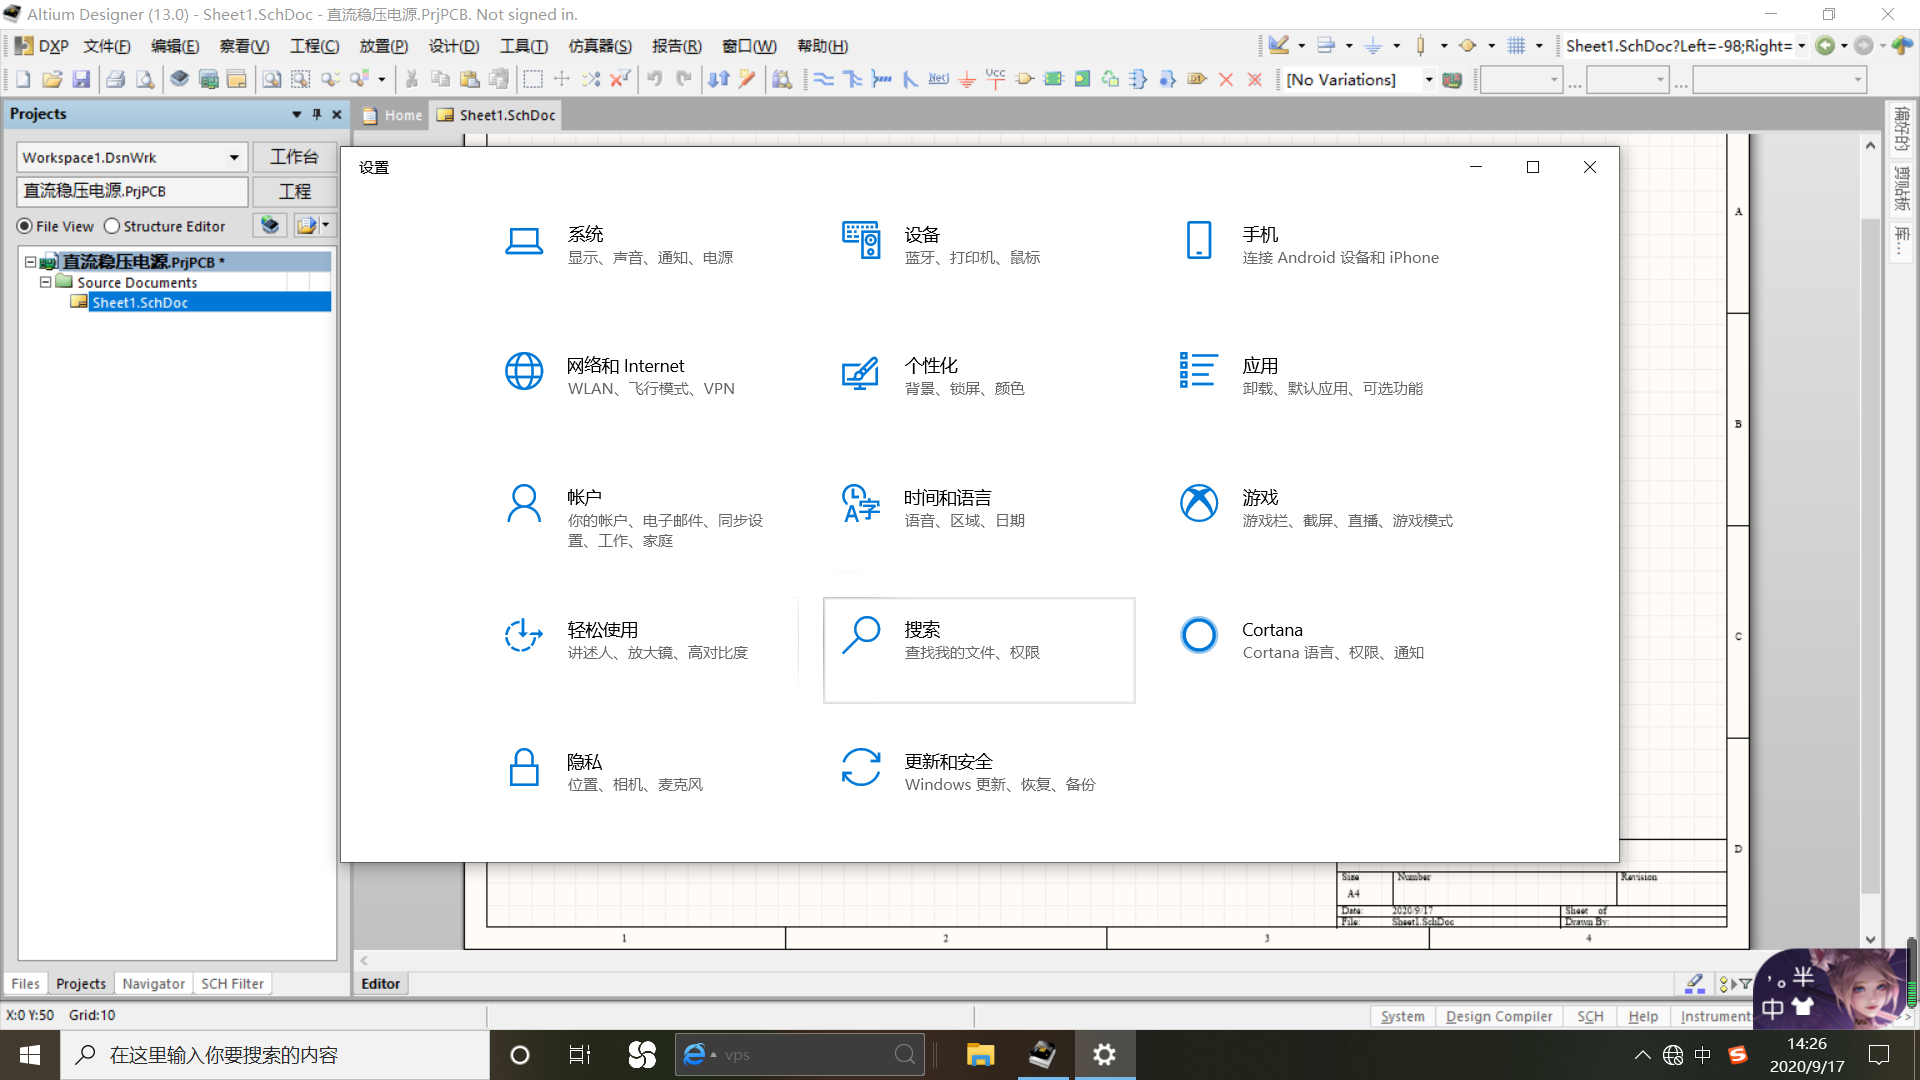 Altium Designer (13.0) - Sheet1.SchDoc - 直流稳压电源.PrjPCB. Not signed in.
DXP 文件(F) 编辑(E) 察看(V) 工程(C) 放置(P) 设计(D) 工具(T) 仿真器(S) 报告(R) 窗口(W) 帮助(H) Sheet1.SchDoc?Left=-98;Right=
Net VCC [No Variations] ... ...
Projects
Home Sheet1.SchDoc
Workspace1.DsnWrk 工作台
直流稳压电源.PrjPCB 工程
File View Structure Editor
直流稳压电源.PrjPCB *
Source Documents
Sheet1.SchDoc
设置
系统
显示、声音、通知、电源
设备
蓝牙、打印机、鼠标
手机
连接 Android 设备和 iPhone
网络和 Internet
WLAN、飞行模式、VPN
个性化
背景、锁屏、颜色
应用
卸载、默认应用、可选功能
帐户
你的帐户、电子邮件、同步设
置、工作、家庭
时间和语言
语音、区域、日期
游戏
游戏栏、截屏、直播、游戏模式
轻松使用
讲述人、放大镜、高对比度
搜索
查找我的文件、权限
Cortana
Cortana 语言、权限、通知
隐私
位置、相机、麦克风
更新和安全
Windows 更新、恢复、备份
A
B
C
D
偏好的
剪贴板
库...
Size Number Revision
A4
Date: 2020/9/17 Sheet of
File: Sheet1.SchDoc Drawn By:
1 2 3 4
Files Projects Navigator SCH Filter
Editor
X:0 Y:50 Grid:10
System Design Compiler SCH Help Instrument >>
，。半
中
在这里输入你要搜索的内容
vps
中
14:26
2020/9/17